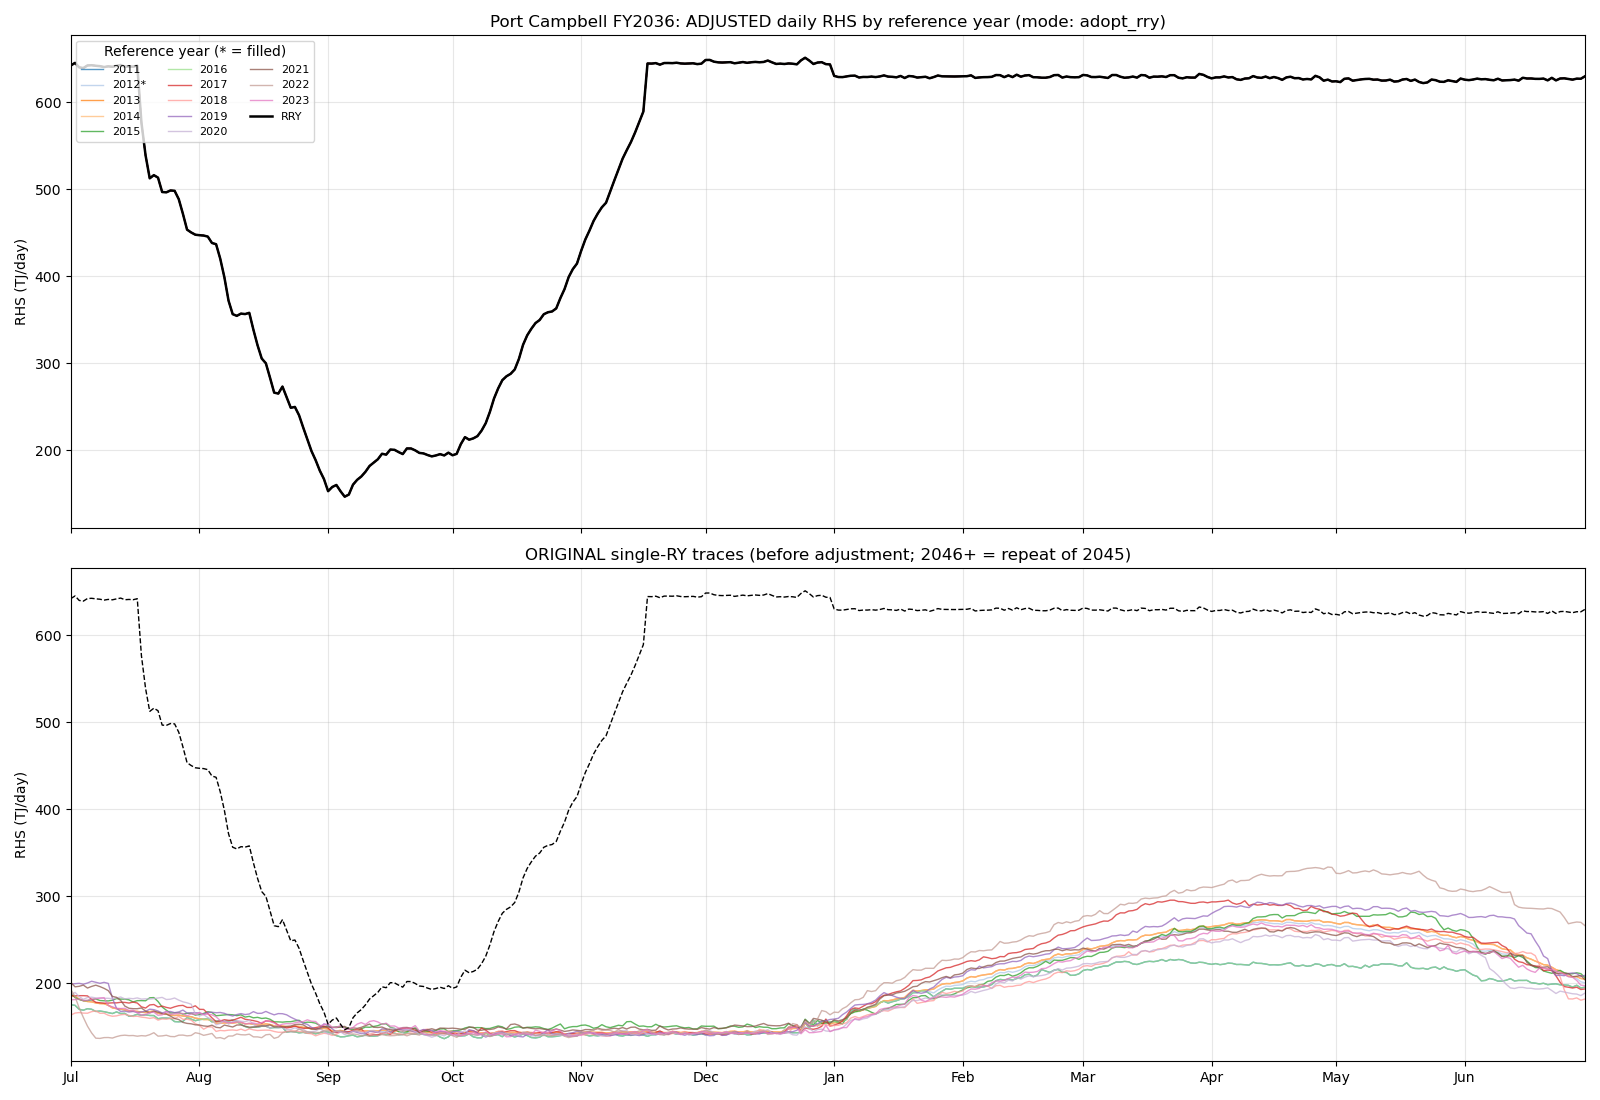 Port Campbell FY2036: ADJUSTED daily RHS by reference year (mode: adopt_rry)
Reference year (* = filled)
2011 2016 2021
2012* 2017 2022
2013 2018 2023
2014 2019 RRY
2015 2020
600
500
400
300
200
RHS (TJ/day)
ORIGINAL single-RY traces (before adjustment; 2046+ = repeat of 2045)
600
500
400
300
200
RHS (TJ/day)
Jul Aug Sep Oct Nov Dec Jan Feb Mar Apr May Jun